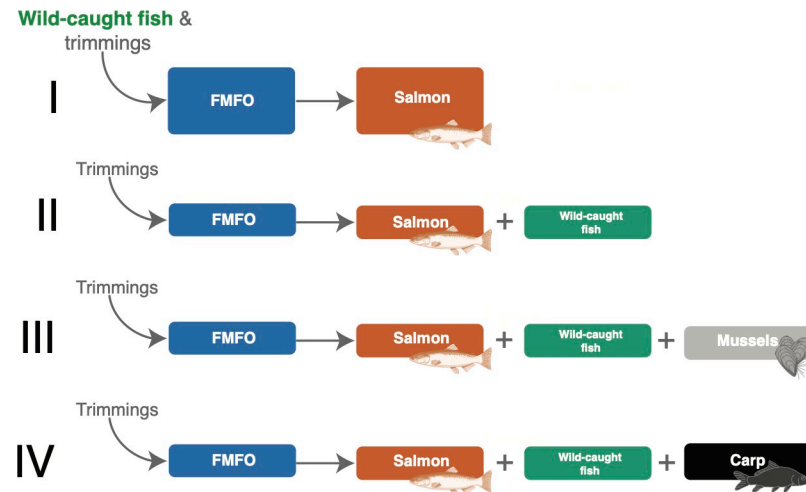 Wild-caught fish &
trimmings
I
FMFO
Salmon
Trimmings
II
FMFO
Salmon
+
Wild-caught
fish
Trimmings
III
FMFO
Salmon
+
Wild-caught
fish
+
Mussels
Trimmings
IV
FMFO
Salmon
+
Wild-caught
fish
+
Carp